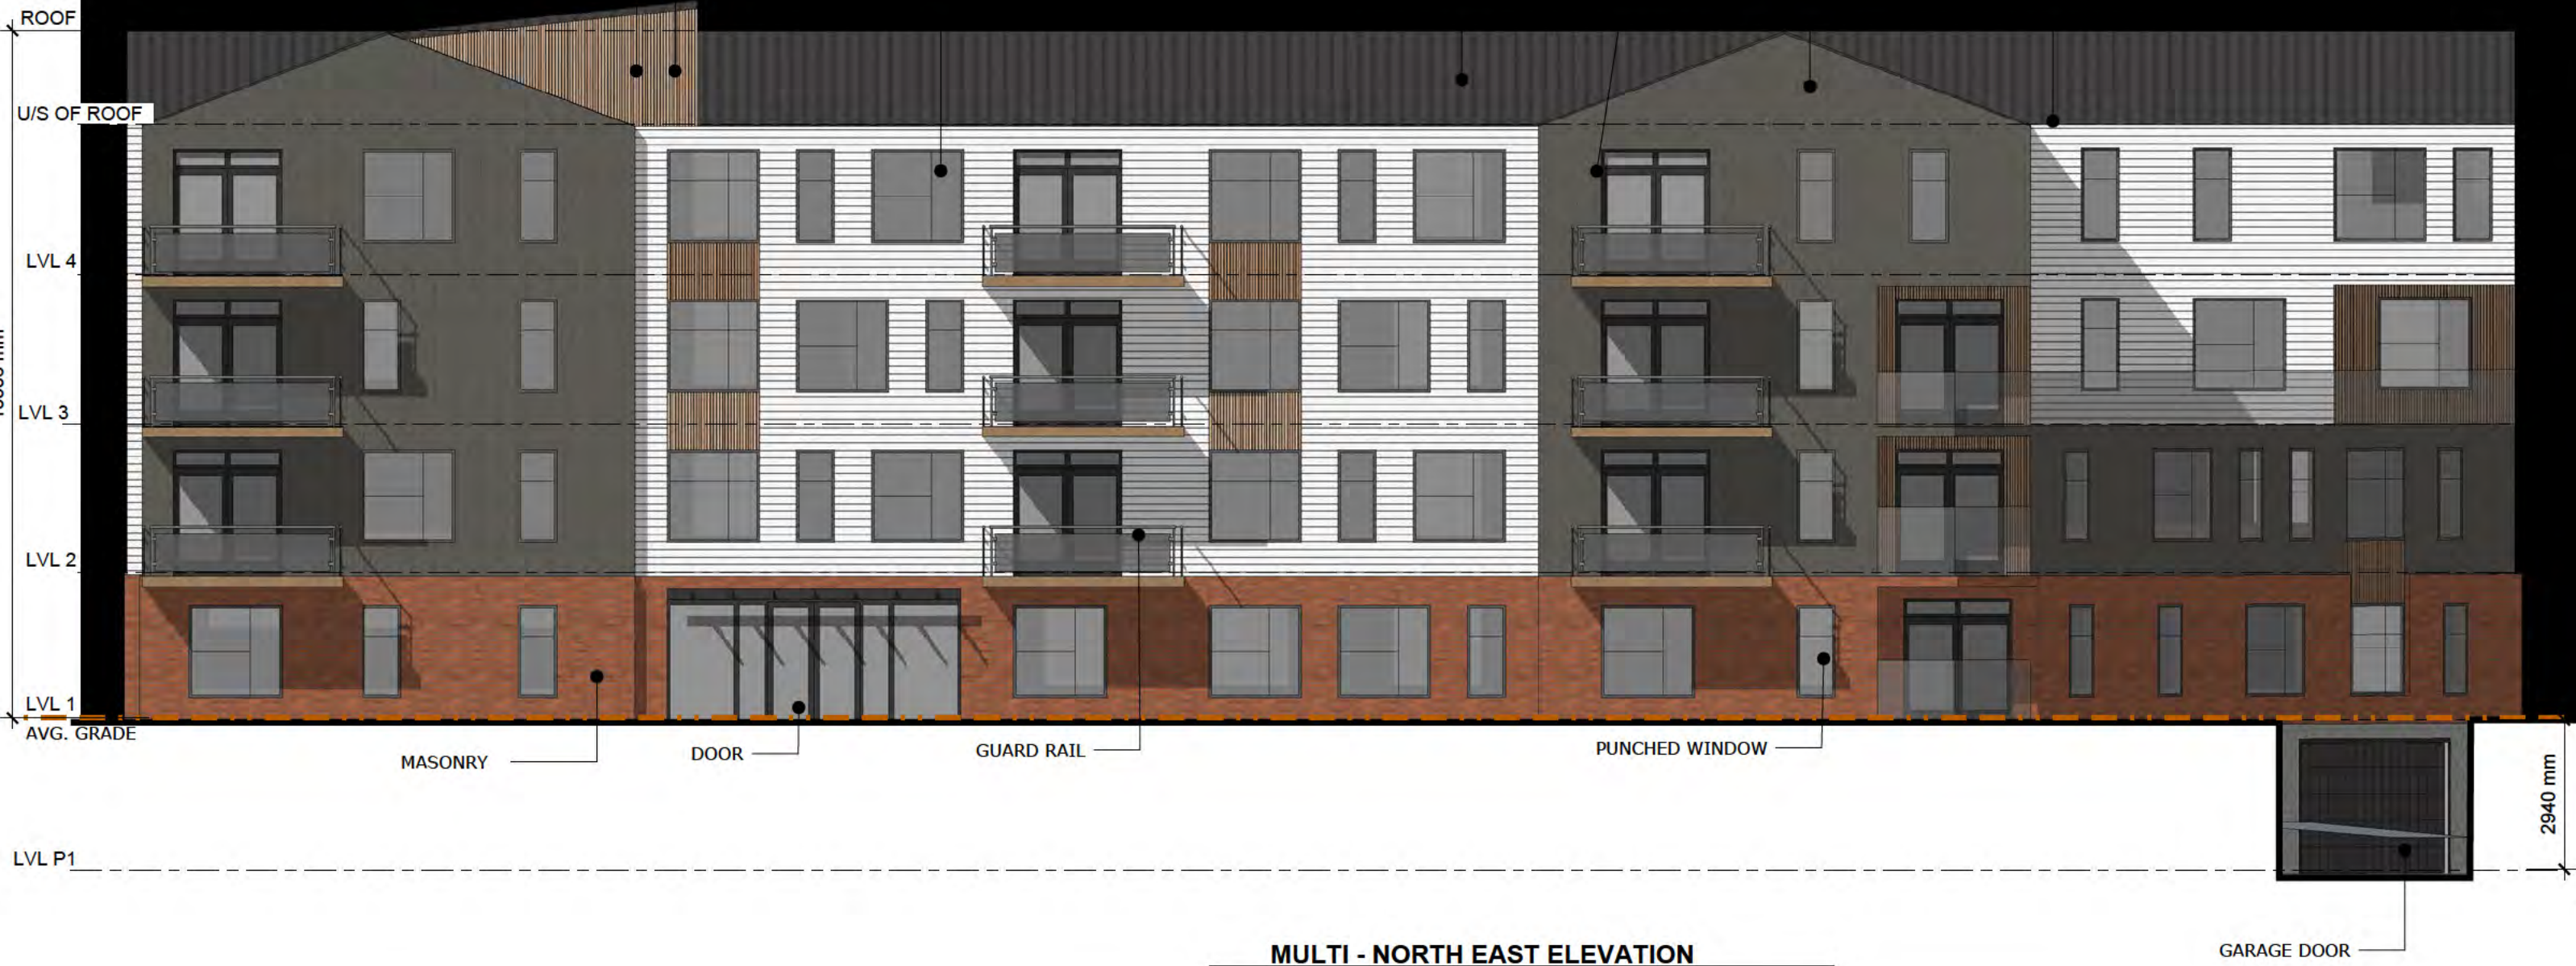 ROOF
U/S OF ROOF
LVL 4
LVL 3
LVL 2
LVL 1
AVG. GRADE
MASONRY
DOOR
GUARD RAIL
PUNCHED WINDOW
2940 mm
LVL P1
GARAGE DOOR
MULTI - NORTH EAST ELEVATION